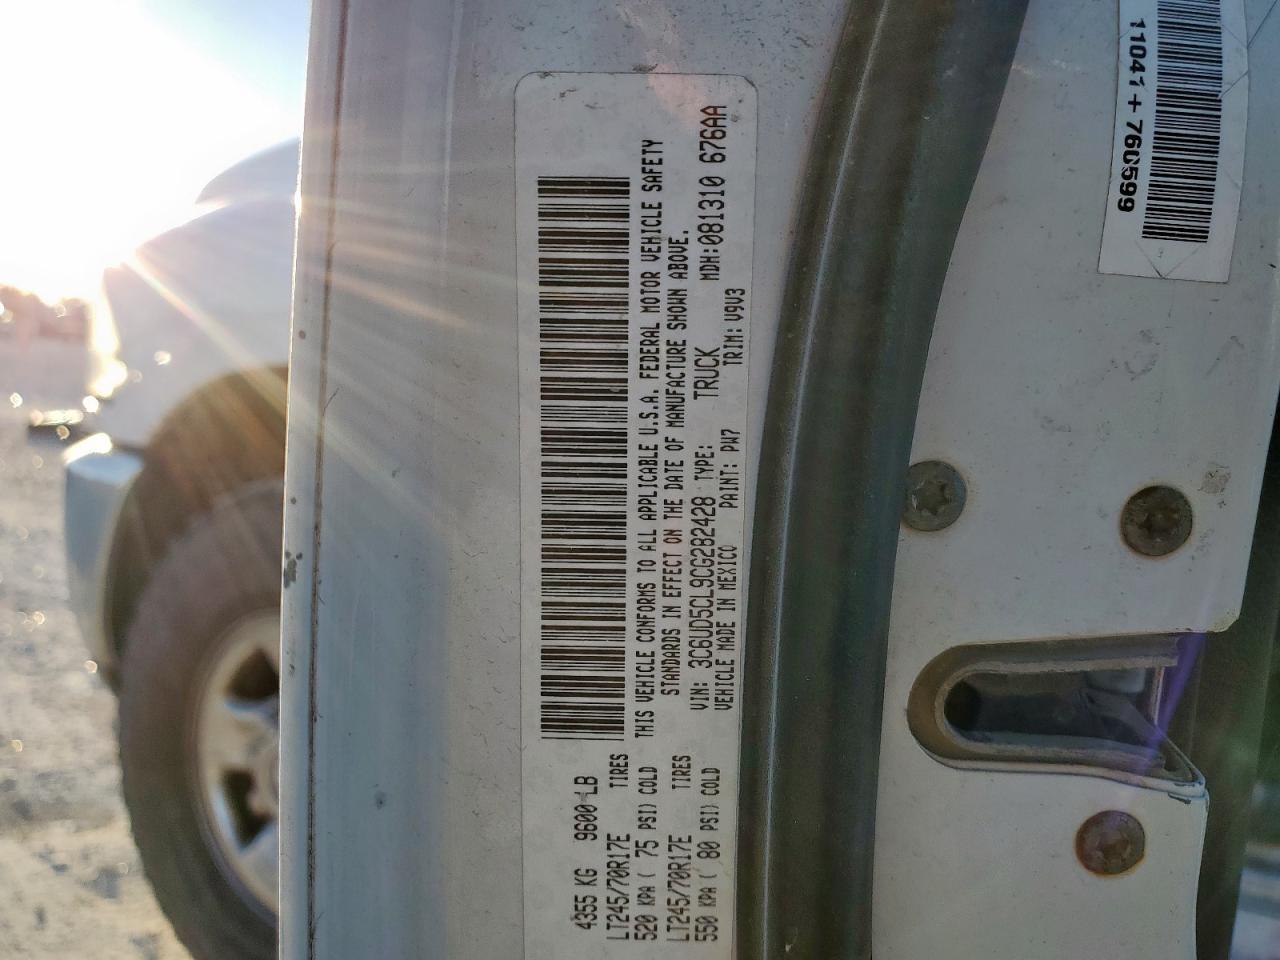 4355 KG 9600 LB
LT245/70R17E TIRES
520 KPA ( 75 PSI) COLD
LT245/70R17E TIRES
550 KPA ( 80 PSI) COLD
THIS VEHICLE CONFORMS TO ALL APPLICABLE U.S.A. FEDERAL MOTOR VEHICLE SAFETY
STANDARDS IN EFFECT ON THE DATE OF MANUFACTURE SHOWN ABOVE.
VIN: 3C6UD5CL9CG282428 TYPE: TRUCK MDH:081310 676AA
VEHICLE MADE IN MEXICO PAINT: PW7 TRIM: V9V3
11041+760599